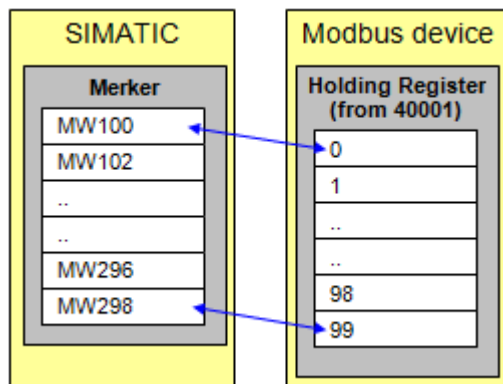 SIMATIC
Merker
MW100
MW102
..
..
MW296
MW298
Modbus device
Holding Register
(from 40001)
0
1
..
..
98
99